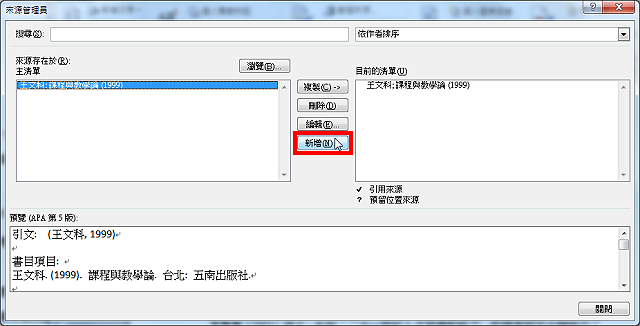 來源管理員
搜尋(S):
依作者排序
來源存在於(R):
主清單
瀏覽(B)...
目前的清單(U)
王文科; 課程與教學論 (1999)
複製(C) ->
王文科; 課程與教學論 (1999)
刪除(D)
編輯(E)...
新增(N)
✓ 引用來源
? 預留位置來源
預覽 (APA 第 5 版):
引文: (王文科, 1999)↵
↵
書目項目: ↵
王文科. (1999). 課程與教學論. 台北: 五南出版社.↵
關閉